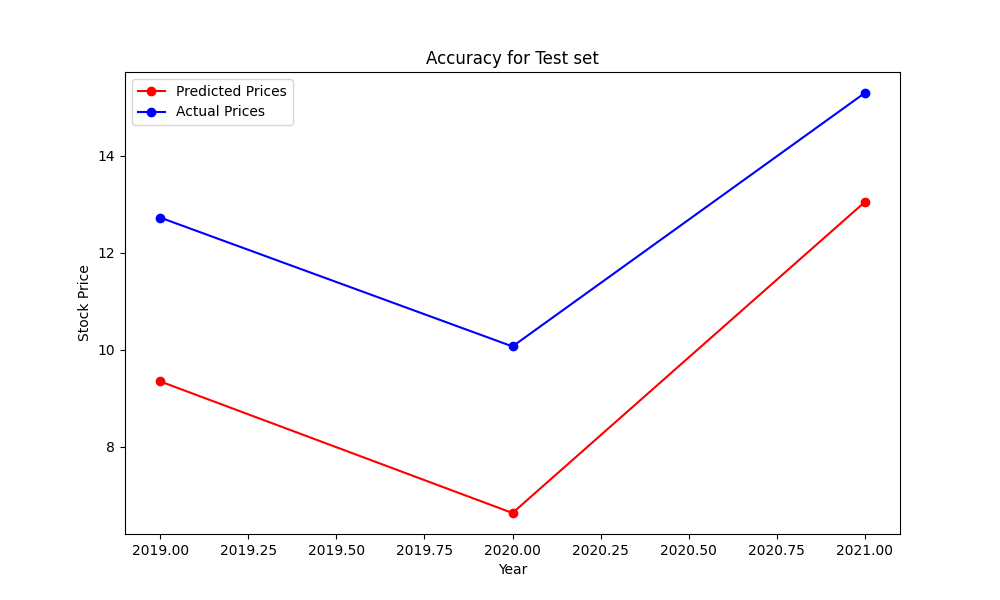 Accuracy for Test set
Predicted Prices
Actual Prices
14
12
10
8
Stock Price
2019.00 2019.25 2019.50 2019.75 2020.00 2020.25 2020.50 2020.75 2021.00
Year